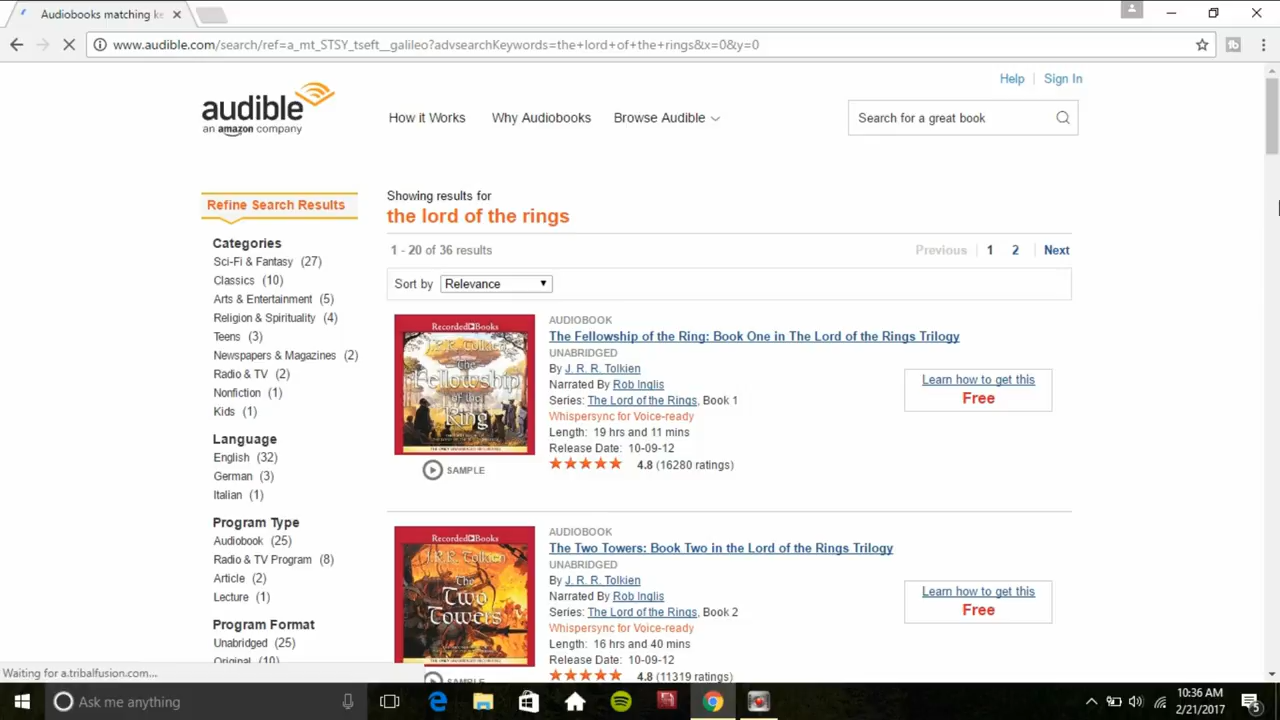 Audiobooks matching ke
www.audible.com/search/ref=a_mt_STSY_tseft__galileo?advsearchKeywords=the+lord+of+the+rings&x=0&y=0
Help | Sign In
audible
an amazon company
How it Works Why Audiobooks Browse Audible
Search for a great book
Refine Search Results
Categories
Sci-Fi & Fantasy (27)
Classics (10)
Arts & Entertainment (5)
Religion & Spirituality (4)
Teens (3)
Newspapers & Magazines (2)
Radio & TV (2)
Nonfiction (1)
Kids (1)
Language
English (32)
German (3)
Italian (1)
Program Type
Audiobook (25)
Radio & TV Program (8)
Article (2)
Lecture (1)
Program Format
Unabridged (25)
Original (10)
Showing results for
the lord of the rings
1 - 20 of 36 results
Previous | 1 2 | Next
Sort by Relevance
Recorded Books
J.R.R. Tolkien
The
Fellowship
of the
Ring
SAMPLE
AUDIOBOOK
The Fellowship of the Ring: Book One in The Lord of the Rings Trilogy
UNABRIDGED
By J. R. R. Tolkien
Narrated By Rob Inglis
Series: The Lord of the Rings, Book 1
Whispersync for Voice-ready
Length: 19 hrs and 11 mins
Release Date: 10-09-12
4.8 (16280 ratings)
Learn how to get this
Free
Recorded Books
J.R.R. Tolkien
The
Two
Towers
SAMPLE
AUDIOBOOK
The Two Towers: Book Two in the Lord of the Rings Trilogy
UNABRIDGED
By J. R. R. Tolkien
Narrated By Rob Inglis
Series: The Lord of the Rings, Book 2
Whispersync for Voice-ready
Length: 16 hrs and 40 mins
Release Date: 10-09-12
4.8 (11319 ratings)
Learn how to get this
Free
Waiting for a.tribalfusion.com...
Ask me anything
10:36 AM
2/21/2017
5